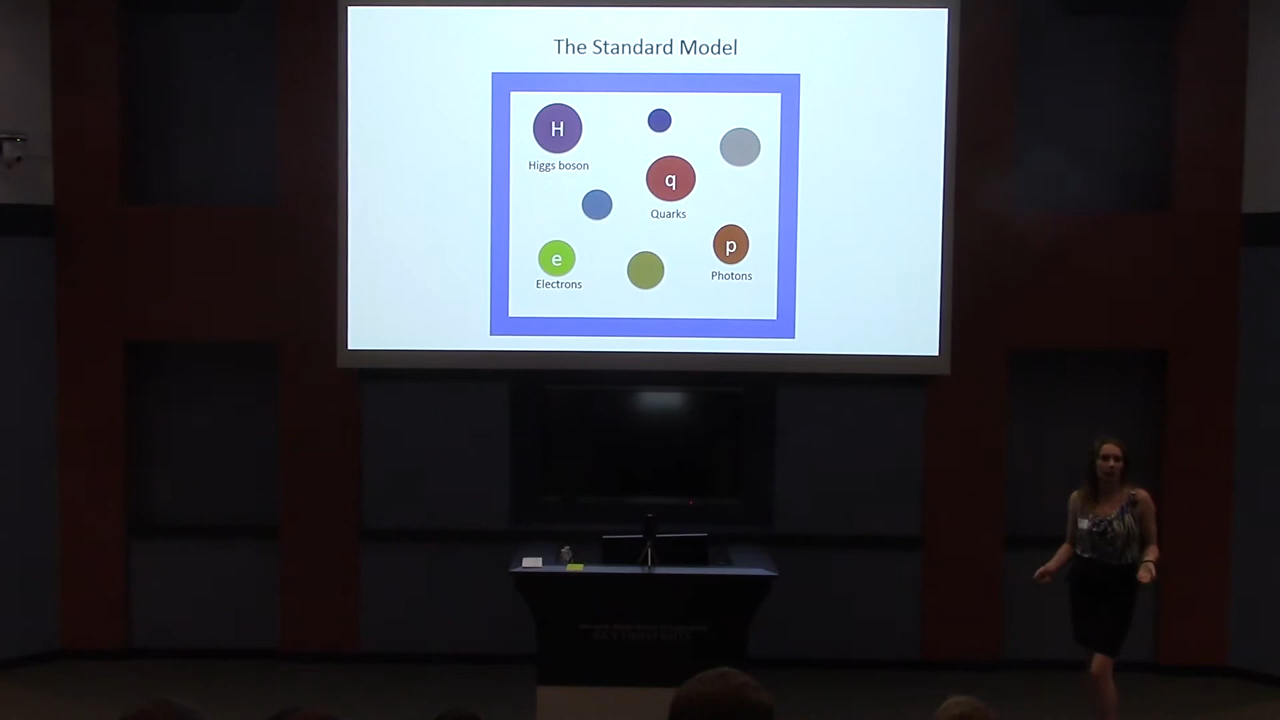 The Standard Model
H
Higgs boson
q
Quarks
e
Electrons
p
Photons